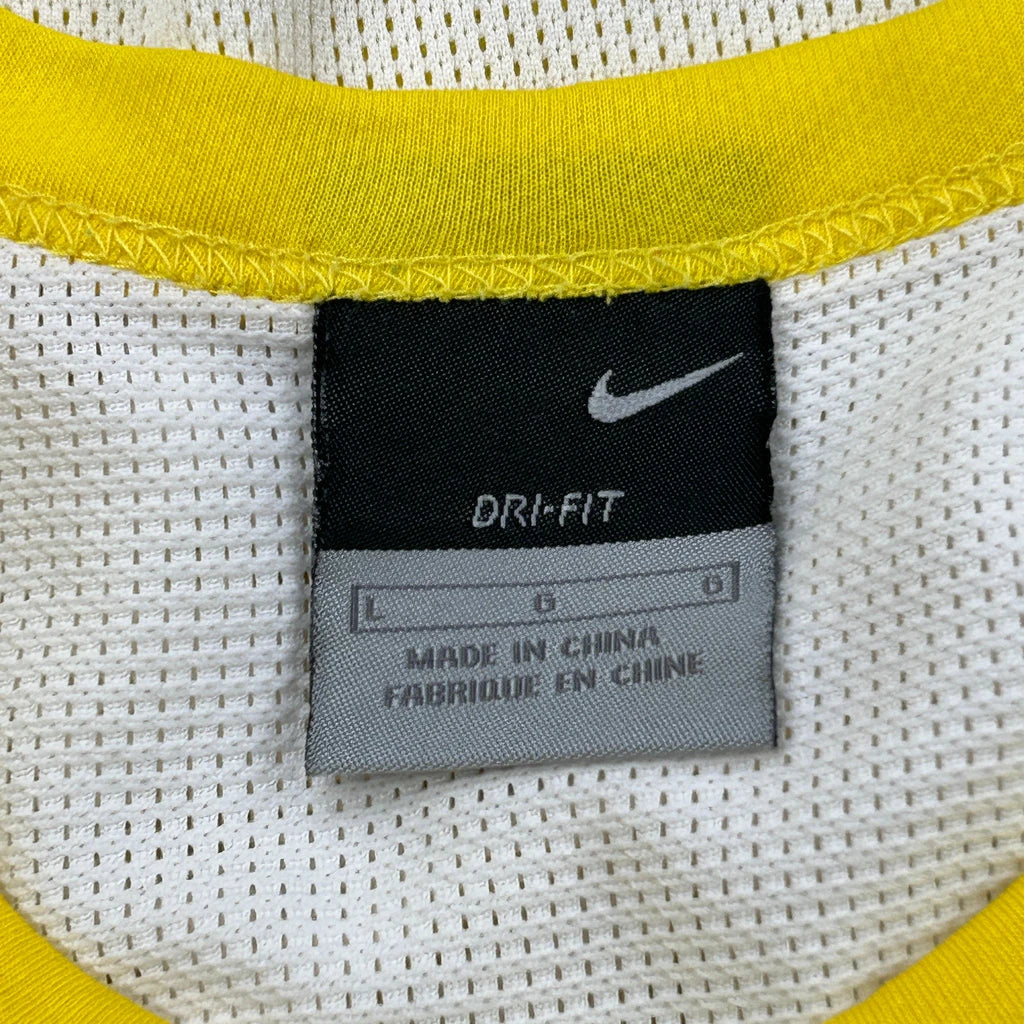 DRI-FIT
L G G
MADE IN CHINA
FABRIQUE EN CHINE